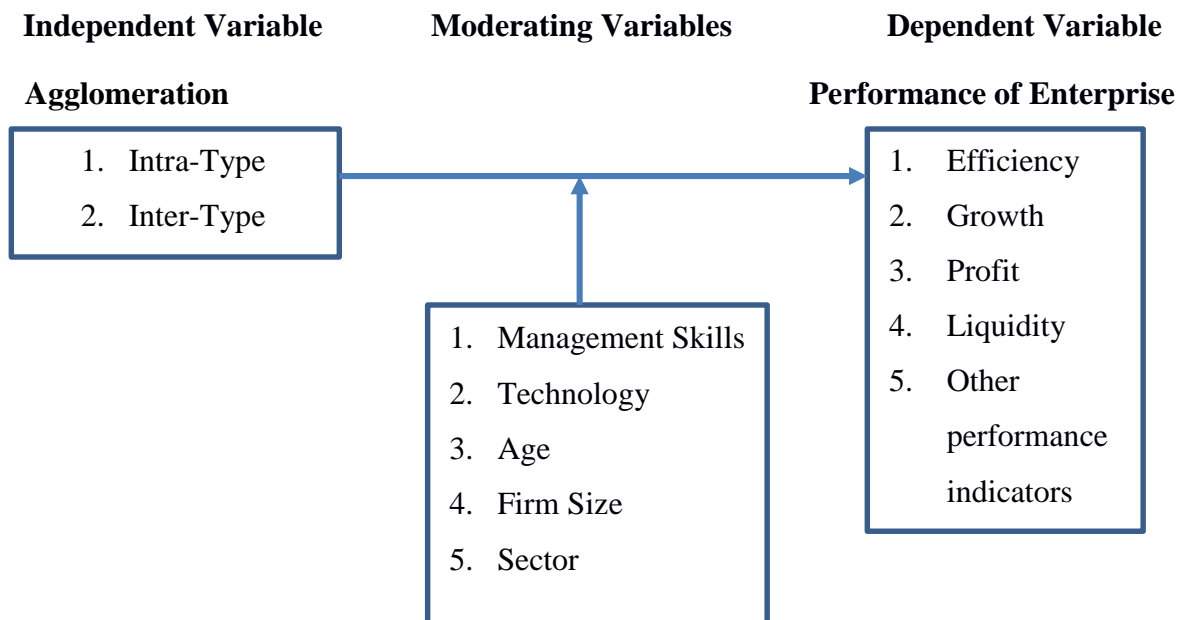 Independent Variable
Moderating Variables
Dependent Variable
Agglomeration
Performance of Enterprise
1. Intra-Type
2. Inter-Type
1. Management Skills
2. Technology
3. Age
4. Firm Size
5. Sector
1. Efficiency
2. Growth
3. Profit
4. Liquidity
5. Other
performance
indicators